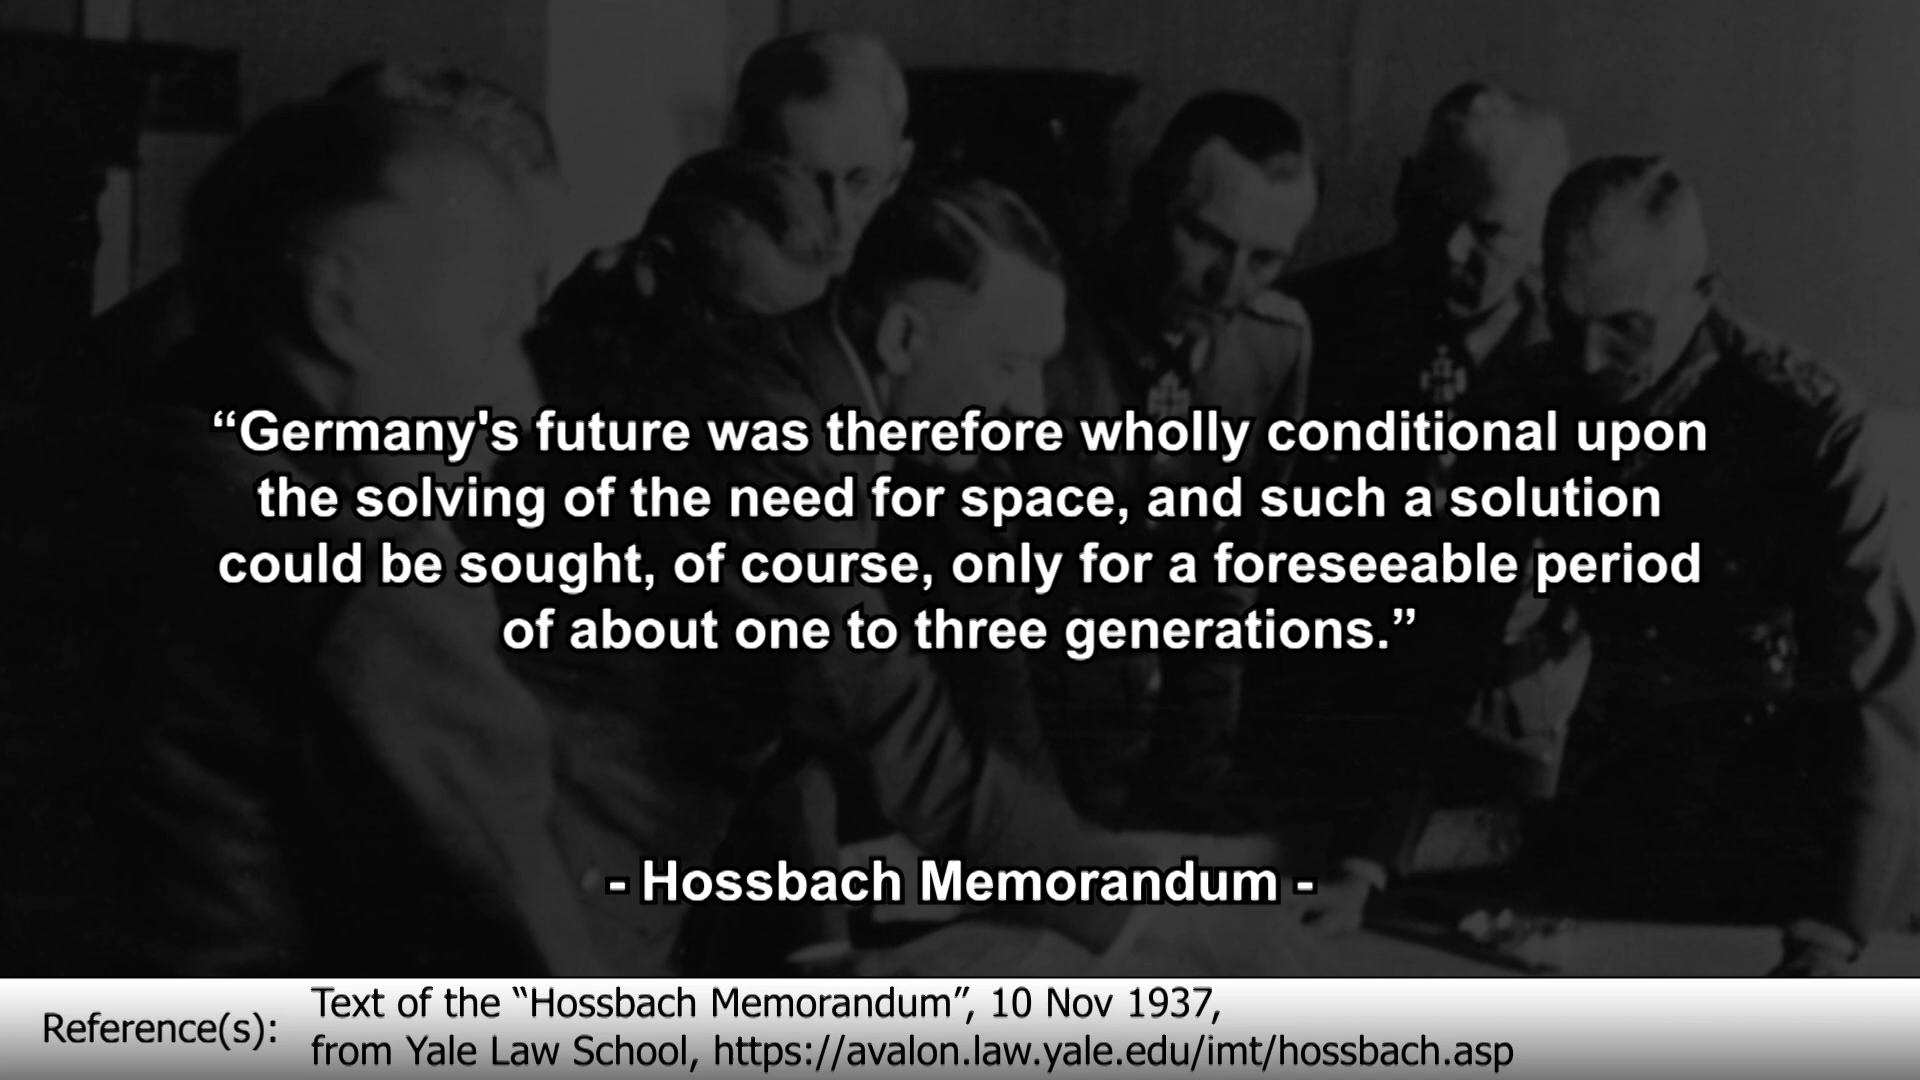 “Germany's future was therefore wholly conditional upon
the solving of the need for space, and such a solution
could be sought, of course, only for a foreseeable period
of about one to three generations.”
- Hossbach Memorandum -
Reference(s):
Text of the “Hossbach Memorandum”, 10 Nov 1937,
from Yale Law School, https://avalon.law.yale.edu/imt/hossbach.asp